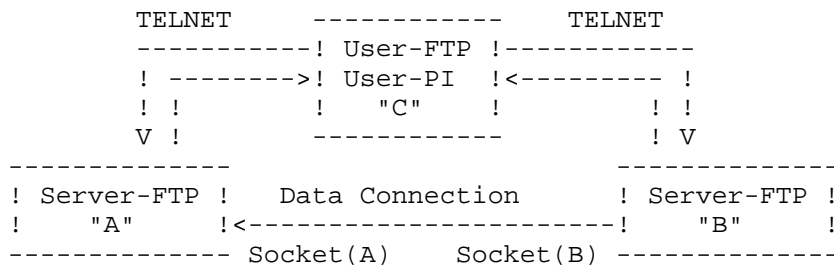 TELNET ------------ TELNET
-----------! User-FTP !------------
! -------->! User-PI !<--------- !
! ! ! "C" ! ! !
V ! ------------ ! V
-------------- --------------
! Server-FTP ! Data Connection ! Server-FTP !
! "A" !<------------------------! "B" !
-------------- Socket(A) Socket(B) --------------